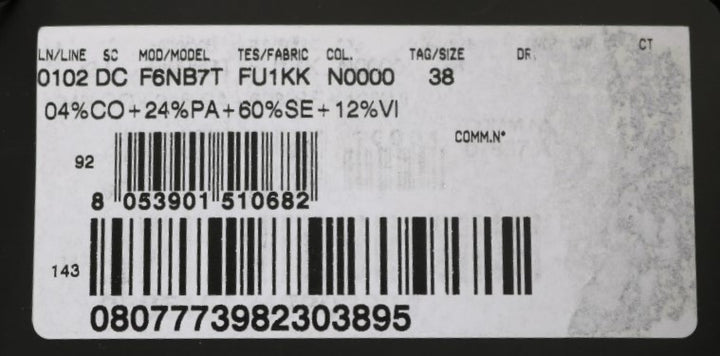 LN/LINE SC MOD/MODEL TES/FABRIC COL. TAG/SIZE DR. CT
0102 DC F6NB7T FU1KK N0000 38
04%CO+24%PA+60%SE+12%VI
COMM.N°
92
8 053901 510682
143
0807773982303895